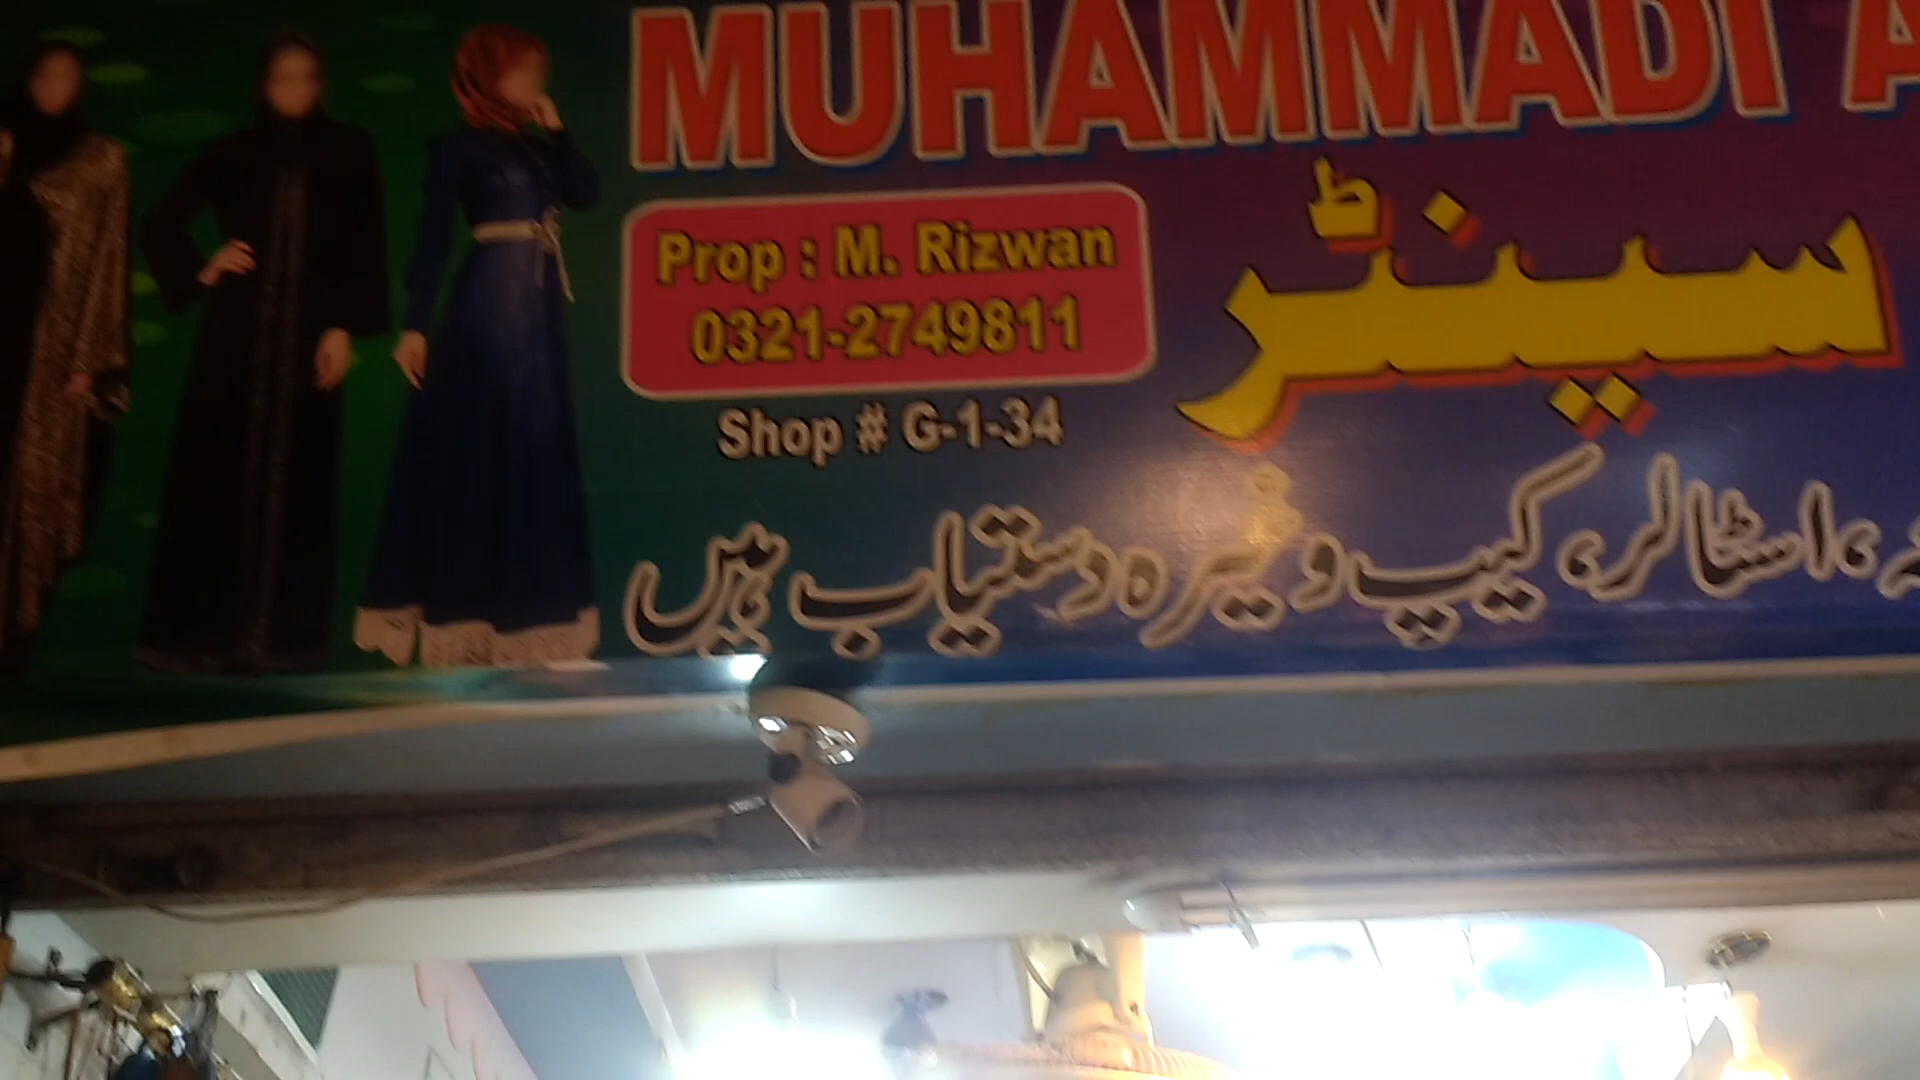 MUHAMMADI A
سینٹر
Prop : M. Rizwan
0321-2749811
Shop # G-1-34
،اسٹالر، کیپ وغیرہ دستیاب ہیں